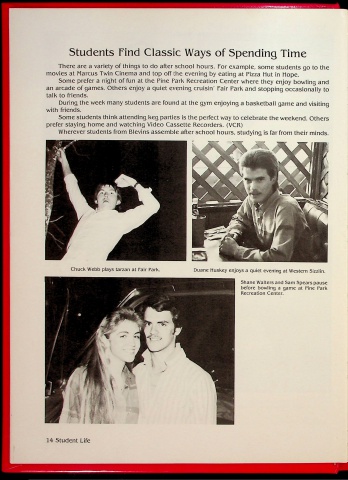 Students Find Classic Ways of Spending Time
There are a variety of things to do after school hours. For example, some students go to the
movies at Marcus Twin Cinema and top off the evening by eating at Pizza Hut in Hope.
Some prefer a night of fun at the Pine Park Recreation Center where they enjoy bowling and
an arcade of games. Others enjoy a evening cruisin' Fair Park and stopping occasionally to
talk to friends.
During the week many students are found at the gym enjoying a basketball game and visiting
with friends.
Some students think attending keg parties is the perfect way to celebrate the weekend. Others
prefer staying home and watching Video Cassette Recorders. (VCR)
Wherever students from Blevins assemble after school hours, studying is far from their minds.
Chuck Webb plays tarzan at Fair Park.
Duane Huskey enjoys a quiet evening at Western Sizzlin.
Shane Walters and Sam Spears pause
before bowling a game at Pine Park
Recreation Center.
14 Student Life